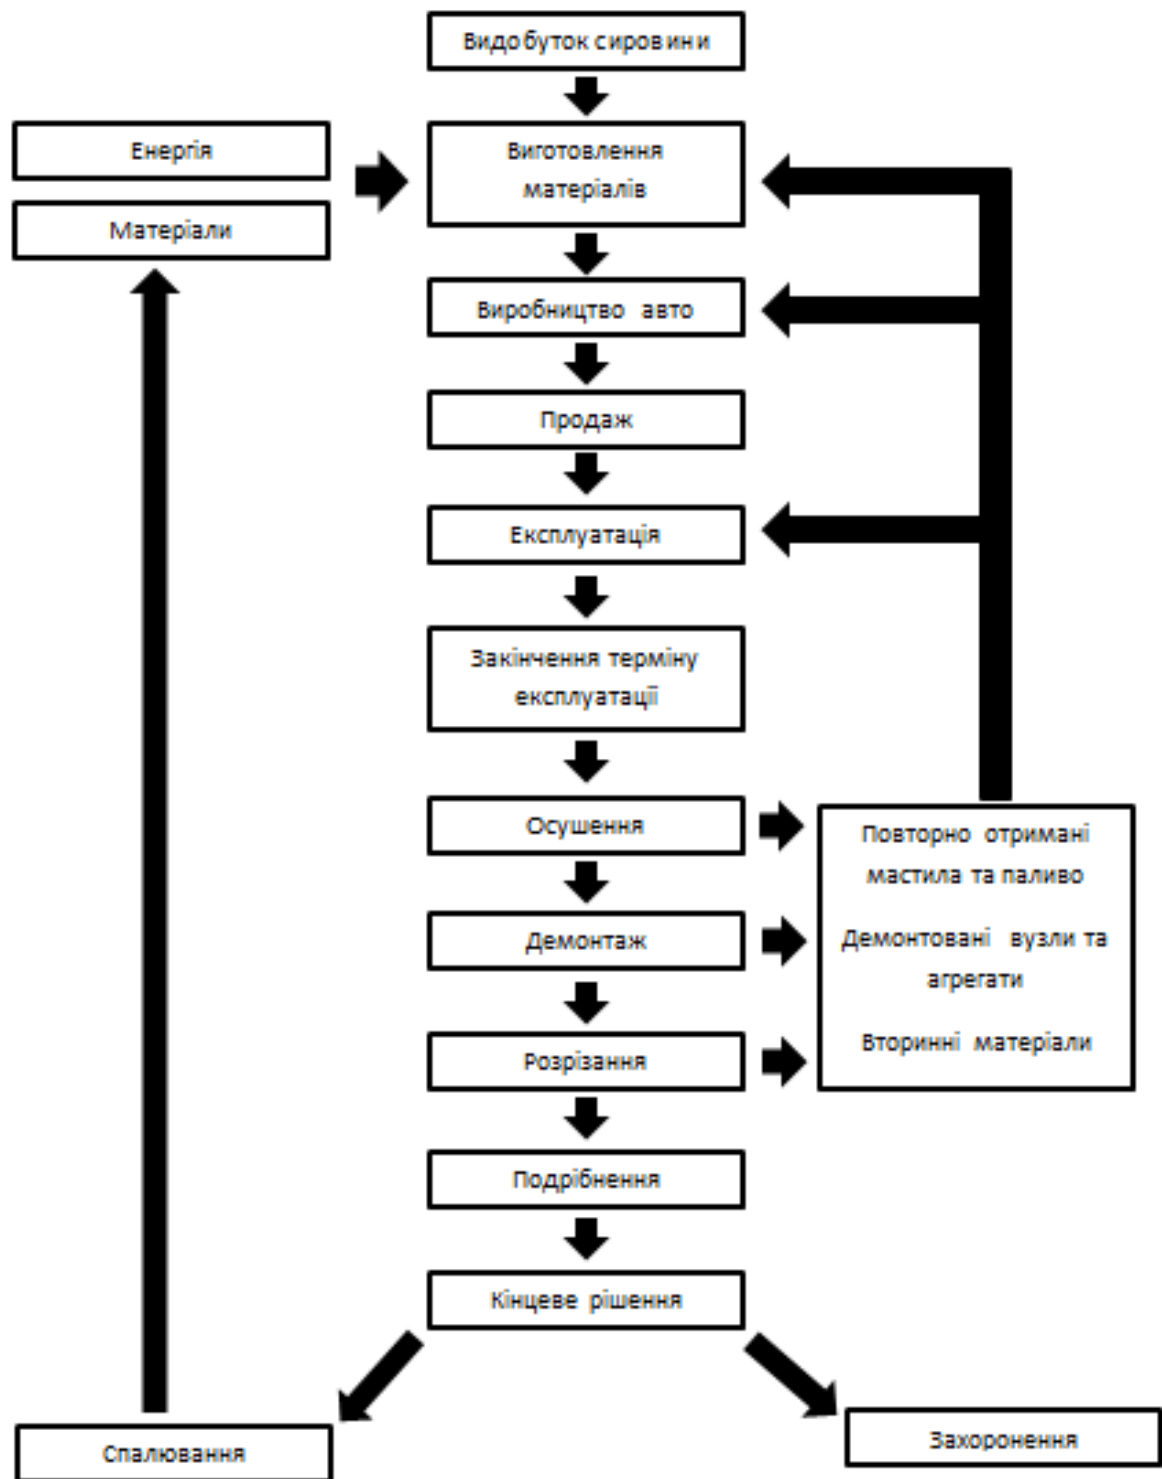 Видобуток сировини
Енергія
Виготовлення
матеріалів
Матеріали
Виробництво авто
Продаж
Експлуатація
Закінчення терміну
експлуатації
Осушення
Повторно отримані
мастила та паливо
Демонтаж
Демонтовані вузли та
агрегати
Розрізання
Вторинні матеріали
Подрібнення
Кінцеве рішення
Спалювання
Захоронення